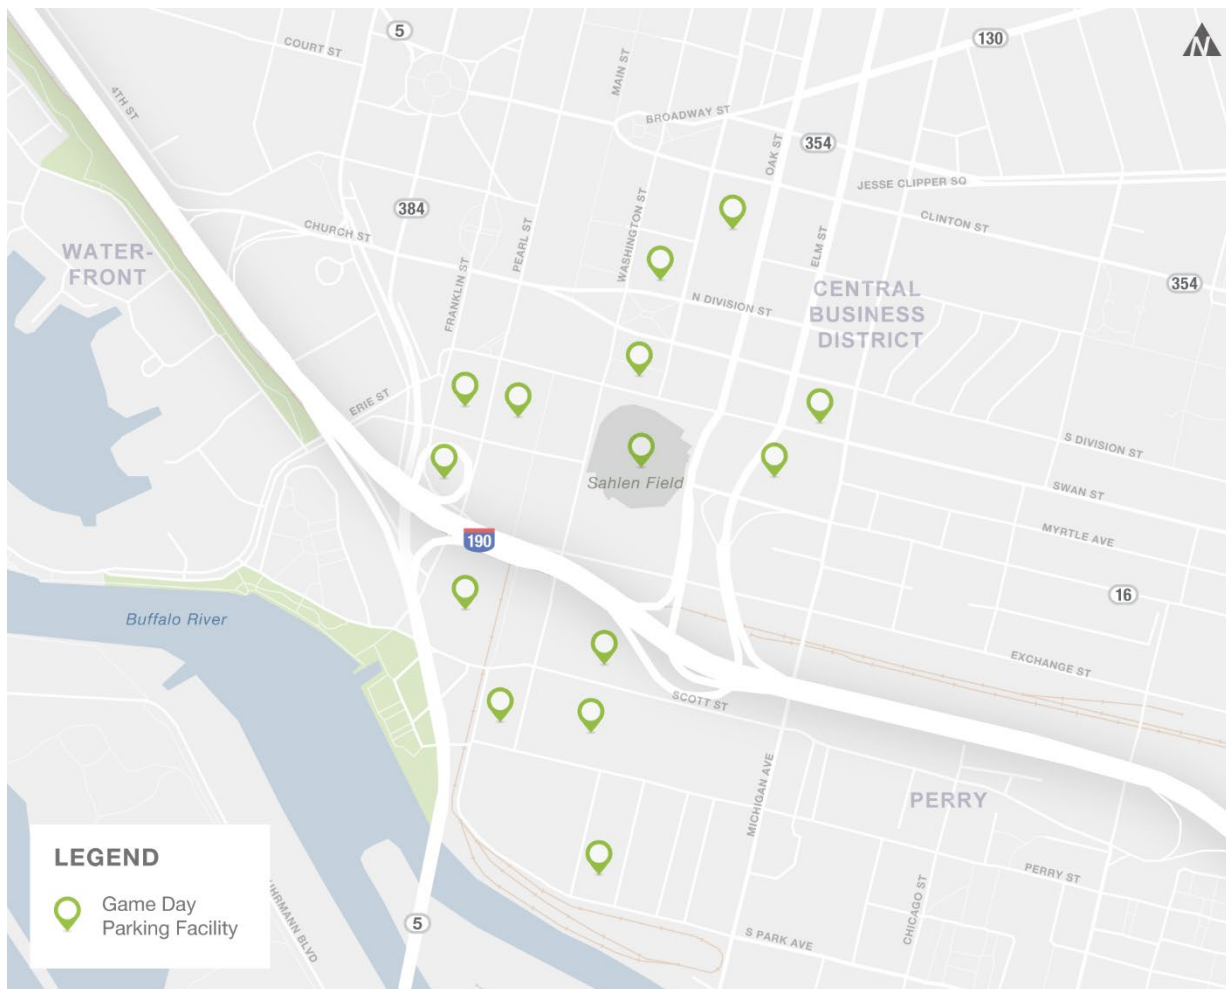 5
130
N
COURT ST
MAIN ST
4TH ST
BROADWAY ST
OAK ST
354
JESSE CLIPPER SQ
384
CHURCH ST
PEARL ST
WASHINGTON ST
CLINTON ST
ELM ST
WATER-
FRONT
FRANKLIN ST
N DIVISION ST
354
CENTRAL
BUSINESS
DISTRICT
ERIE ST
S DIVISION ST
Sahlen Field
SWAN ST
MYRTLE AVE
190
16
Buffalo River
EXCHANGE ST
SCOTT ST
MICHIGAN AVE
PERRY
LEGEND
Game Day
Parking Facility
PERRY ST
CHICAGO ST
5
S PARK AVE
UHRMANN BLVD